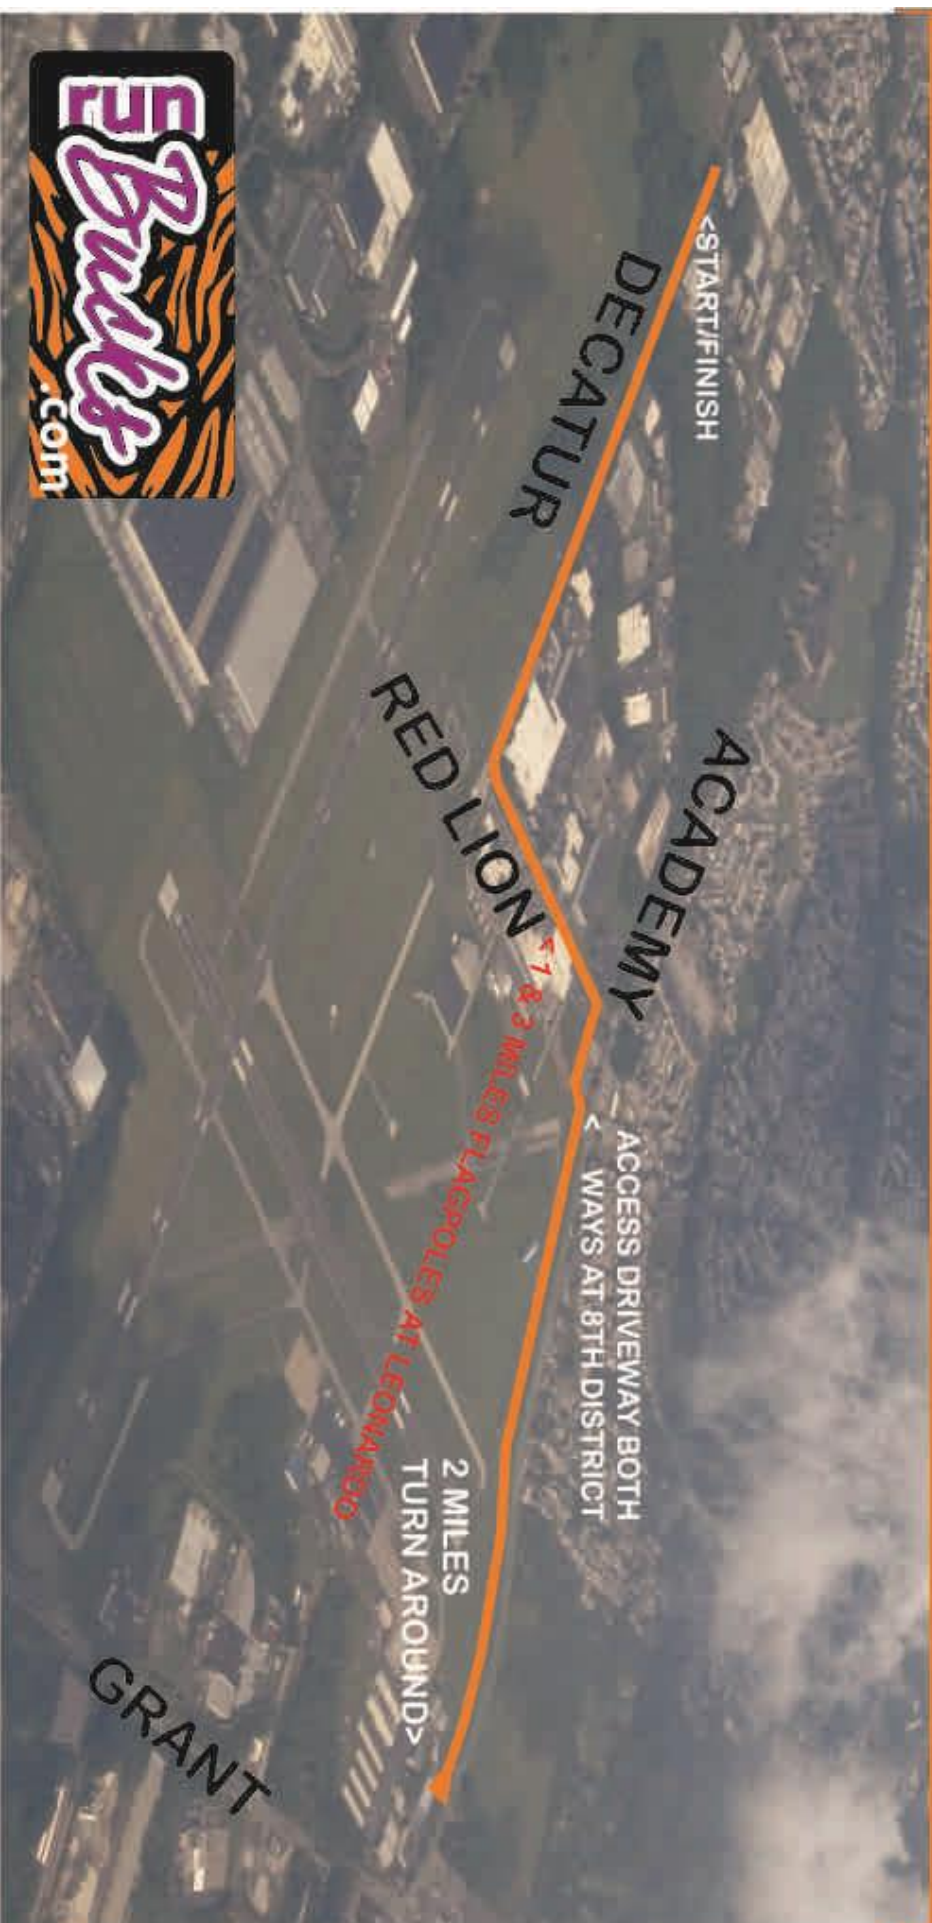 <START/FINISH
DECATUR
ACADEMY
RED LION
<1 & 3 MILES FLAGPOLES AT LEONARDO
ACCESS DRIVEWAY BOTH
< WAYS AT 8TH DISTRICT
2 MILES
TURN AROUND>
GRANT
run
Bucks
.com